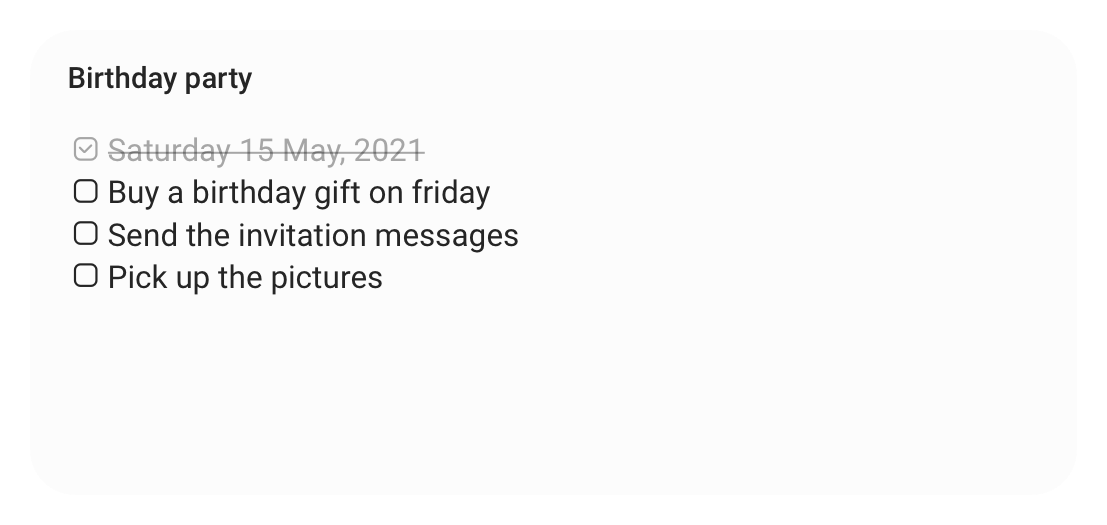 Birthday party
Saturday 15 May, 2021
Buy a birthday gift on friday
Send the invitation messages
Pick up the pictures